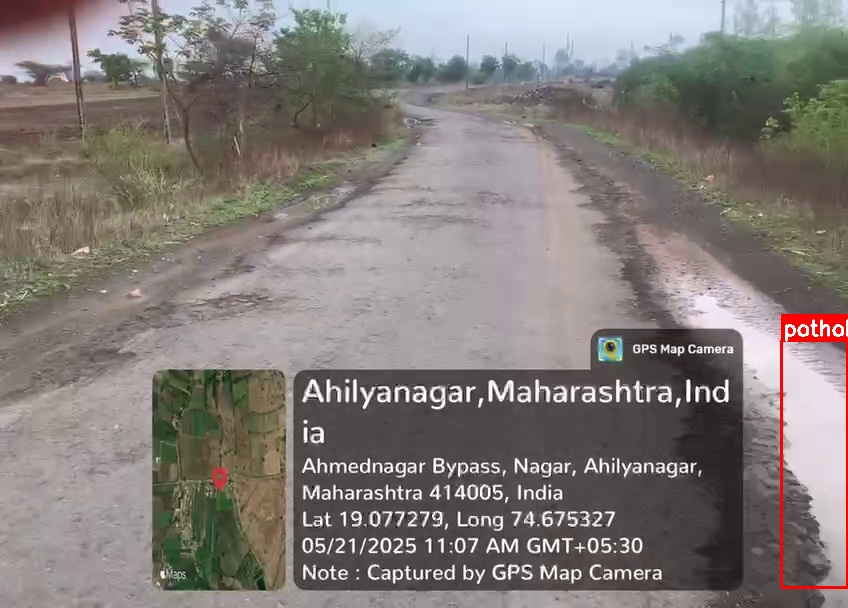 pothol
GPS Map Camera
Ahilyanagar,Maharashtra,Ind
ia
Ahmednagar Bypass, Nagar, Ahilyanagar,
Maharashtra 414005, India
Lat 19.077279, Long 74.675327
05/21/2025 11:07 AM GMT+05:30
Note : Captured by GPS Map Camera
Maps